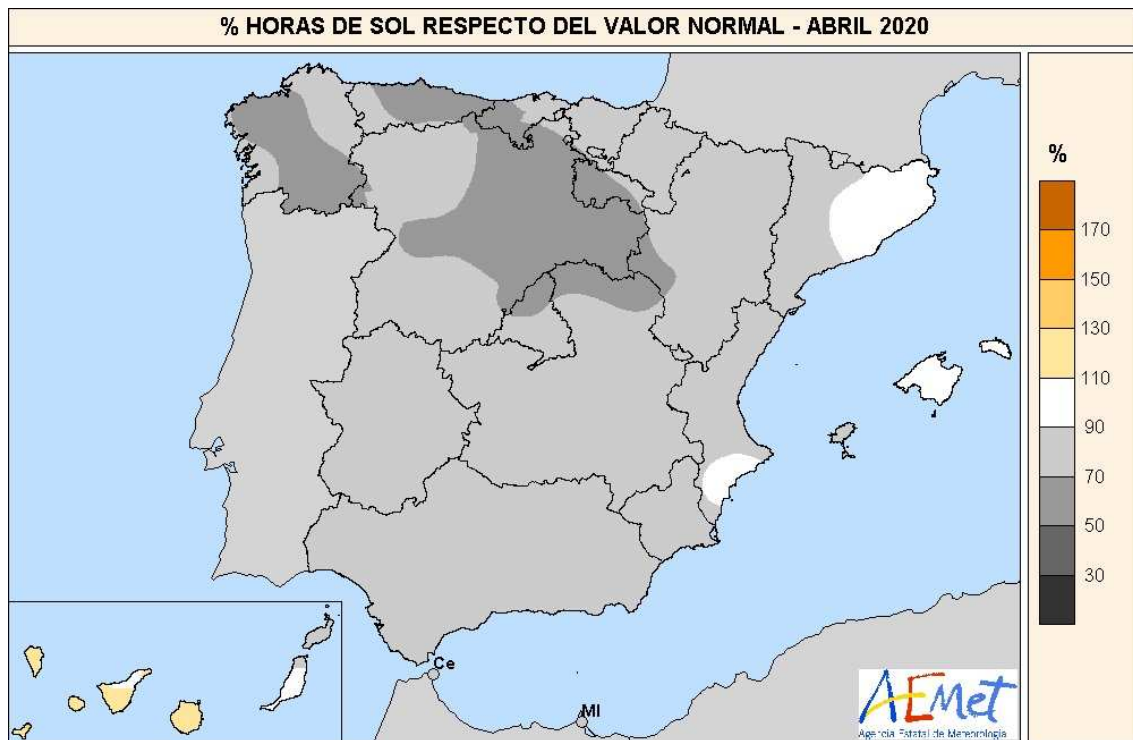 % HORAS DE SOL RESPECTO DEL VALOR NORMAL - ABRIL 2020
%
170
150
130
110
90
70
50
30
Ce
Ml
AEMet
Agencia Estatal de Meteorología